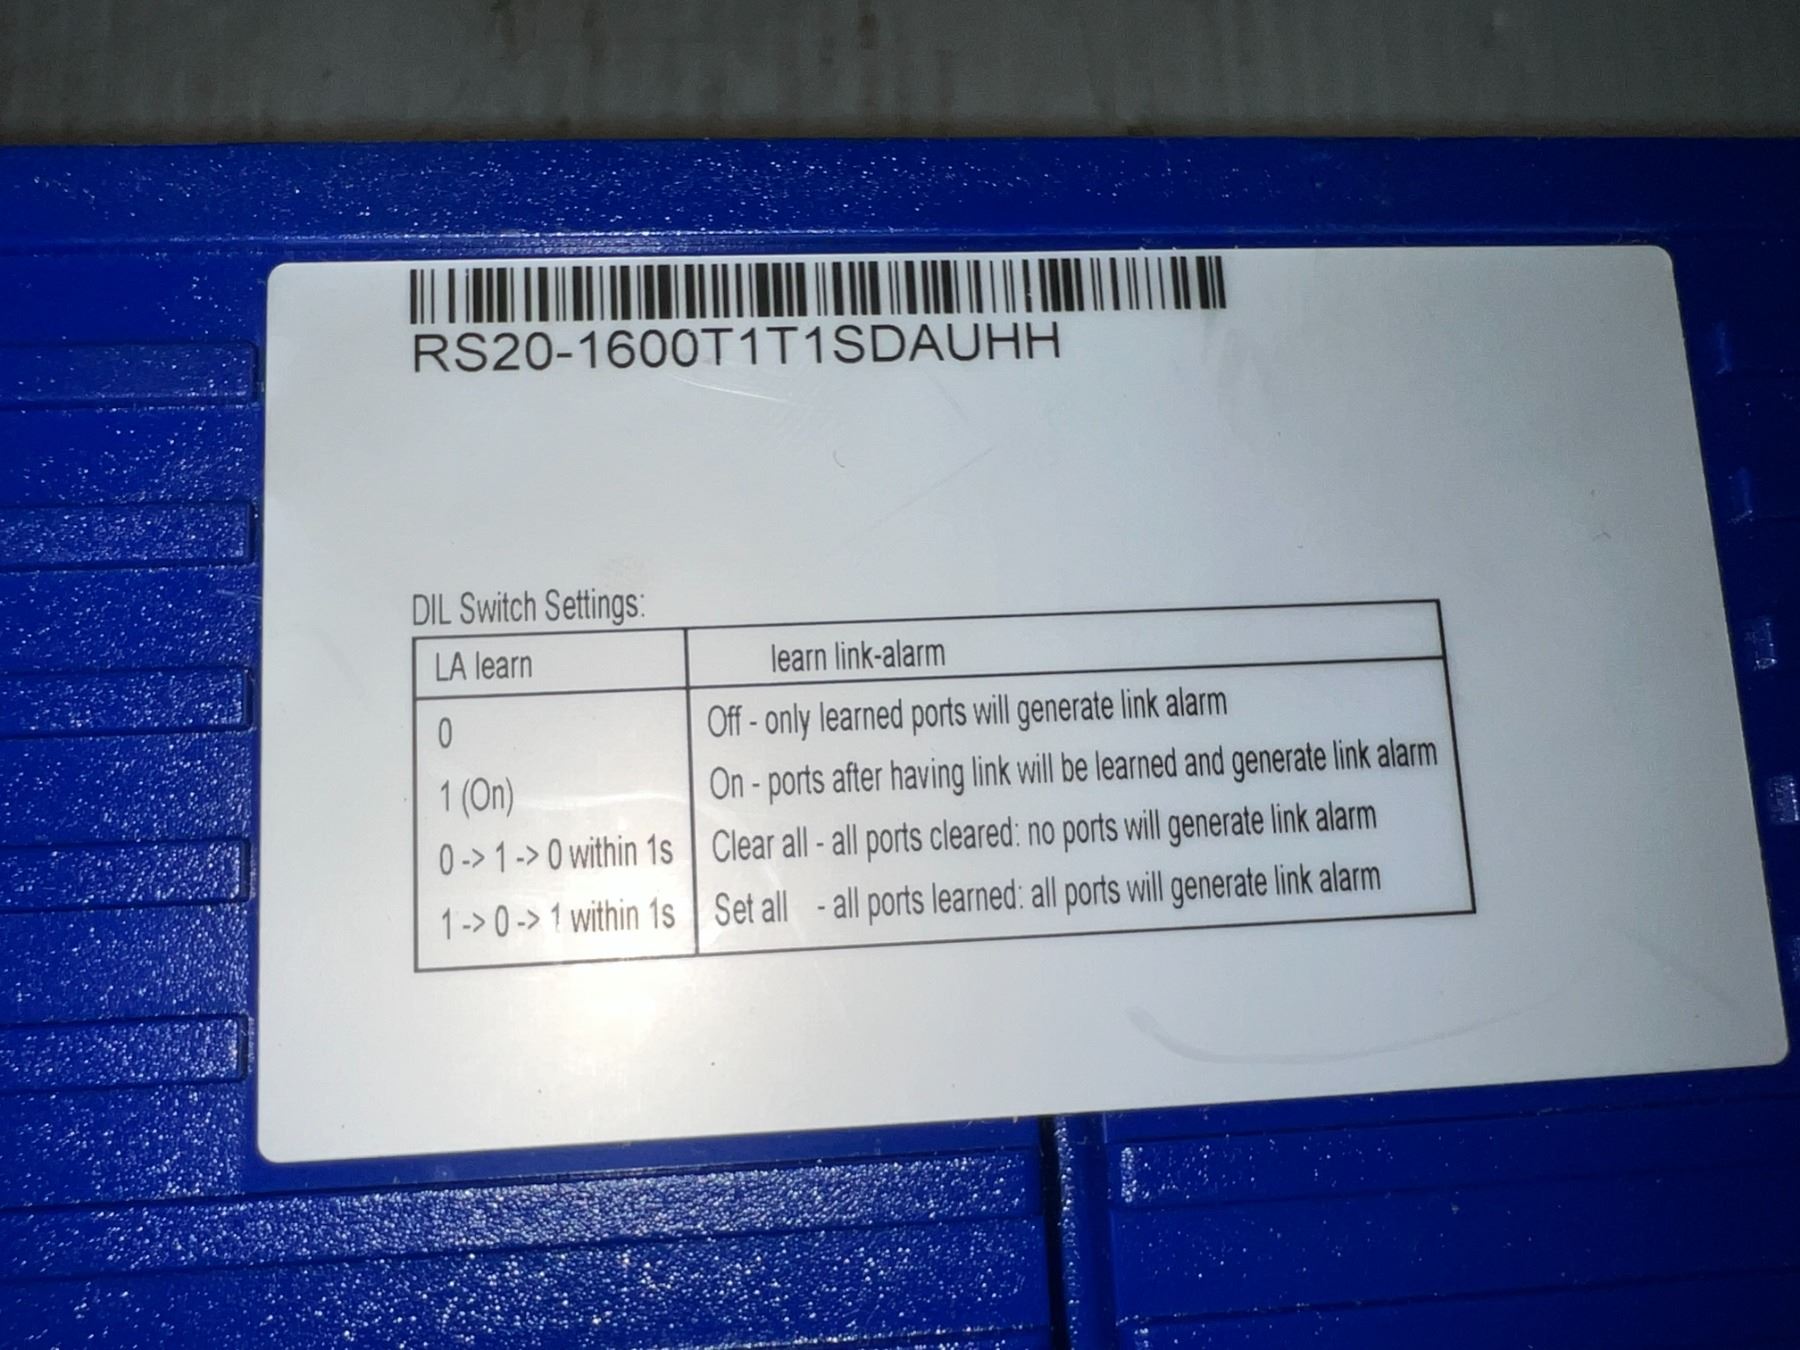 RS20-1600T1T1SDAUHH
DIL Switch Settings:
LA learn learn link-alarm
0 Off - only learned ports will generate link alarm
1 (On) On - ports after having link will be learned and generate link alarm
0 -> 1 -> 0 within 1s Clear all - all ports cleared: no ports will generate link alarm
1 -> 0 -> 1 within 1s Set all - all ports learned: all ports will generate link alarm